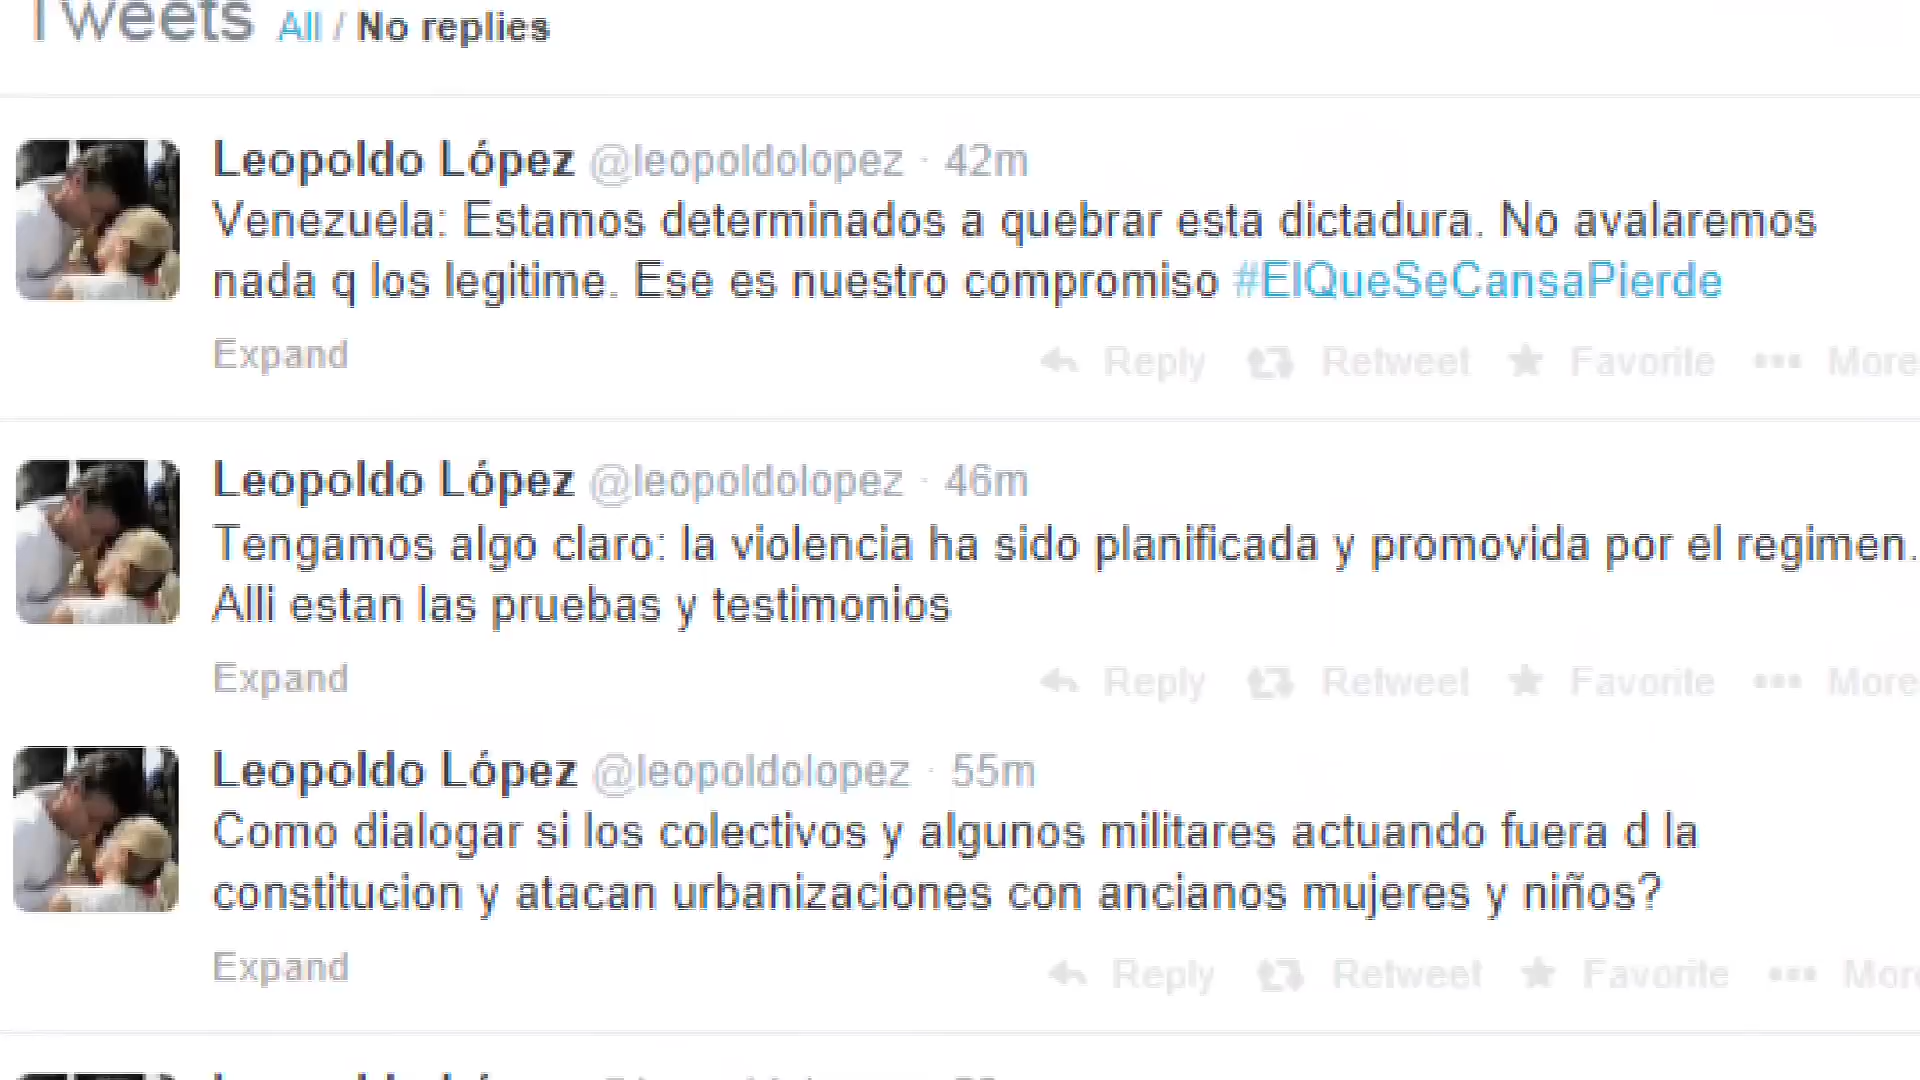 Tweets All / No replies
Leopoldo López @leopoldolopez · 42m
Venezuela: Estamos determinados a quebrar esta dictadura. No avalaremos
nada q los legitime. Ese es nuestro compromiso #ElQueSeCansaPierde
Expand Reply Retweet Favorite More
Leopoldo López @leopoldolopez · 46m
Tengamos algo claro: la violencia ha sido planificada y promovida por el regimen.
Alli estan las pruebas y testimonios
Expand Reply Retweet Favorite More
Leopoldo López @leopoldolopez · 55m
Como dialogar si los colectivos y algunos militares actuando fuera d la
constitucion y atacan urbanizaciones con ancianos mujeres y niños?
Expand Reply Retweet Favorite More